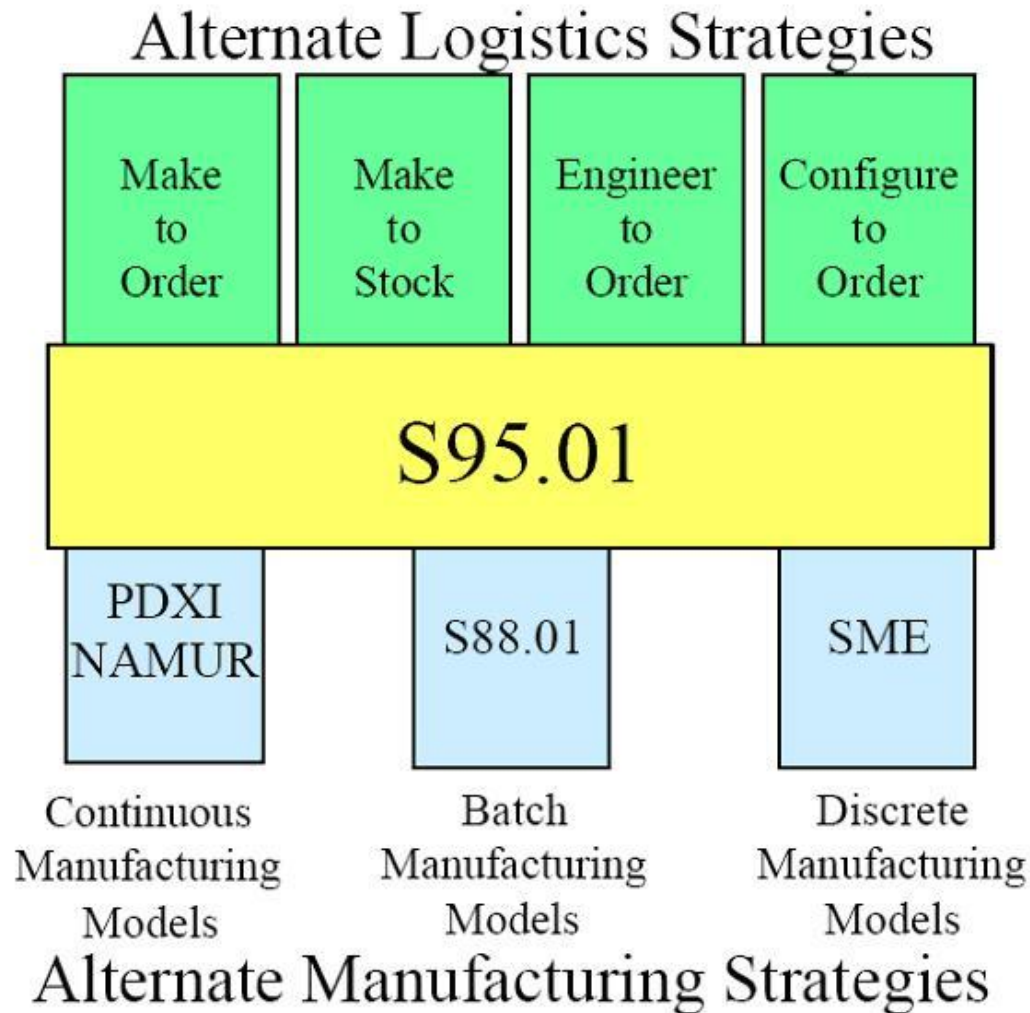 Alternate Logistics Strategies
Make
to
Order
Make
to
Stock
Engineer
to
Order
Configure
to
Order
S95.01
PDXI
NAMUR
S88.01
SME
Continuous
Manufacturing
Models
Batch
Manufacturing
Models
Discrete
Manufacturing
Models
Alternate Manufacturing Strategies